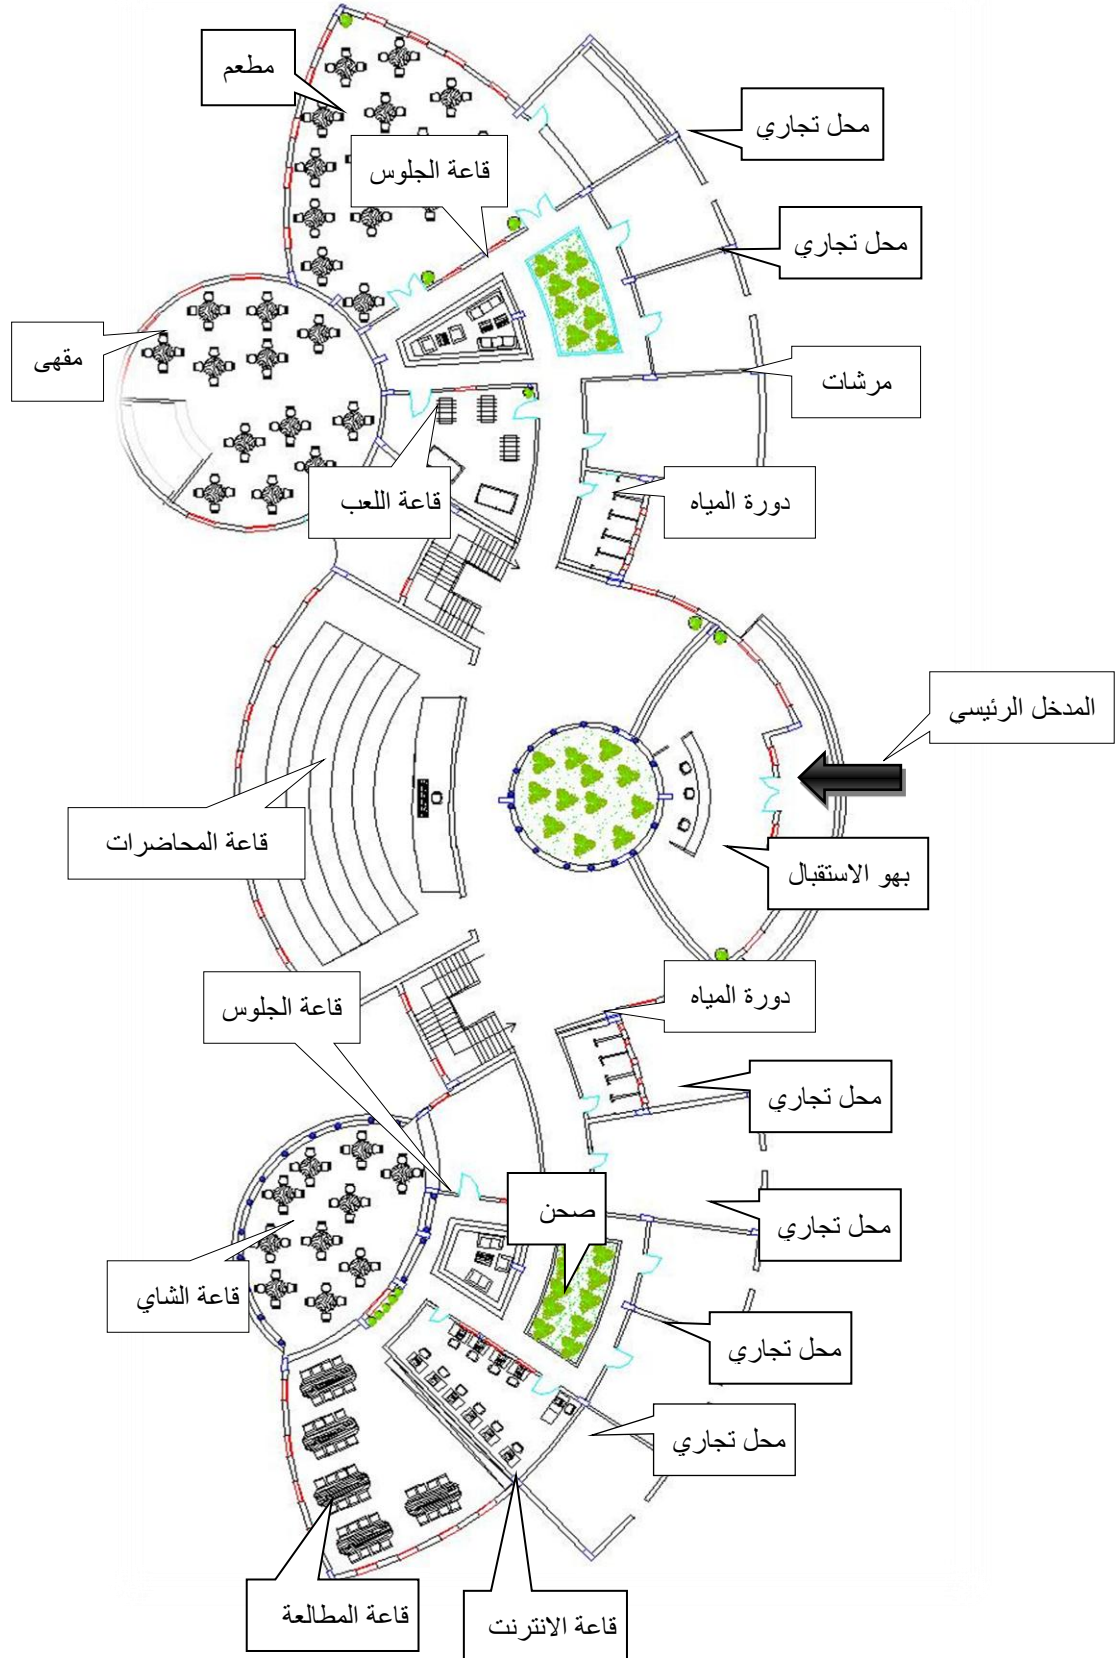 مطعم
محل تجاري
قاعة الجلوس
محل تجاري
مقهى
مرشات
قاعة اللعب
دورة المياه
المدخل الرئيسي
قاعة المحاضرات
بهو الاستقبال
قاعة الجلوس
دورة المياه
محل تجاري
صحن
محل تجاري
قاعة الشاي
محل تجاري
محل تجاري
قاعة المطالعة
قاعة الانترنت